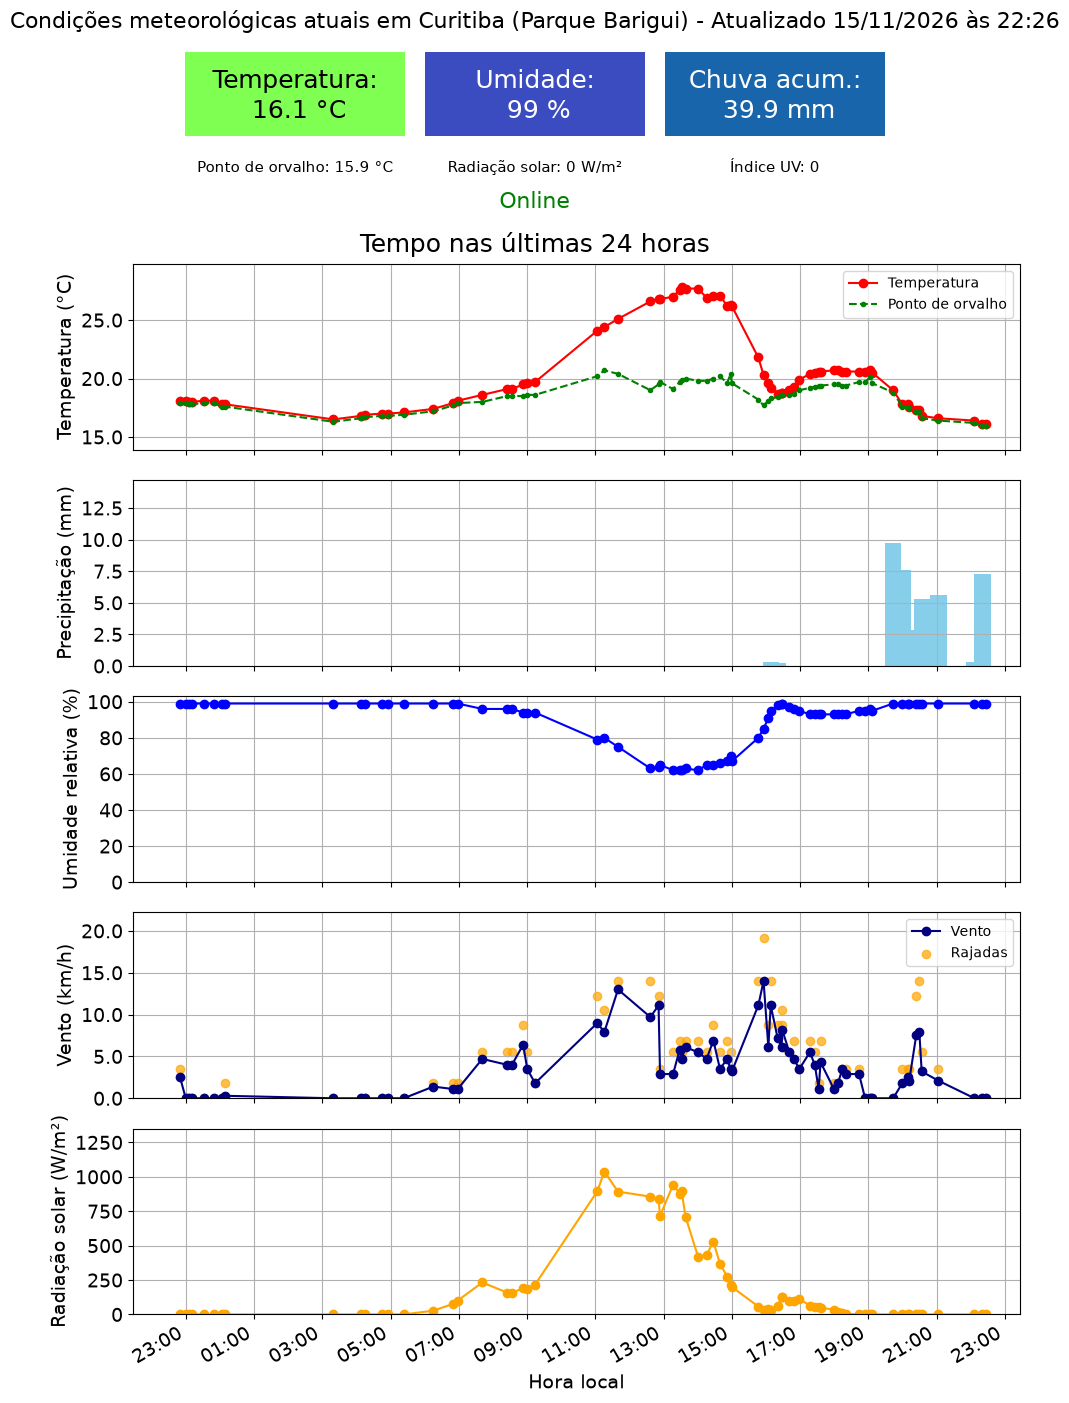 Condições meteorológicas atuais em Curitiba (Parque Barigui) - Atualizado 15/11/2026 às 22:26
Temperatura:
16.1 °C
Umidade:
99 %
Chuva acum.:
39.9 mm
Ponto de orvalho: 15.9 °C
Radiação solar: 0 W/m²
Índice UV: 0
Online
Tempo nas últimas 24 horas
Temperatura (°C)
25.0
20.0
15.0
Temperatura
Ponto de orvalho
Precipitação (mm)
12.5
10.0
7.5
5.0
2.5
0.0
Umidade relativa (%)
100
80
60
40
20
0
Vento (km/h)
20.0
15.0
10.0
5.0
0.0
Vento
Rajadas
Radiação solar (W/m²)
1250
1000
750
500
250
0
23:00
01:00
03:00
05:00
07:00
09:00
11:00
13:00
15:00
17:00
19:00
21:00
23:00
Hora local